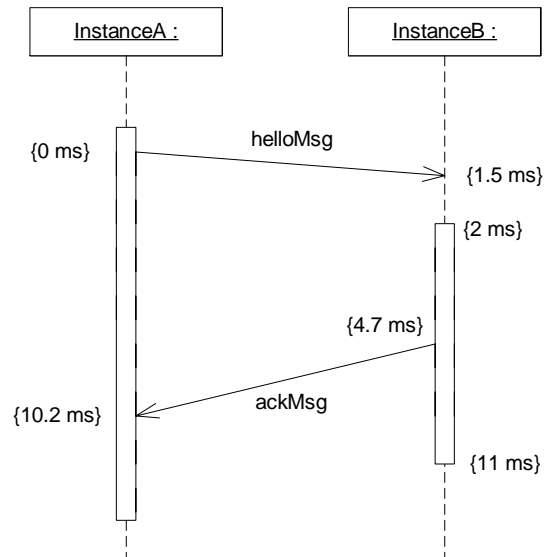 InstanceA :
InstanceB :
helloMsg
{0 ms}
{1.5 ms}
{2 ms}
{4.7 ms}
ackMsg
{10.2 ms}
{11 ms}